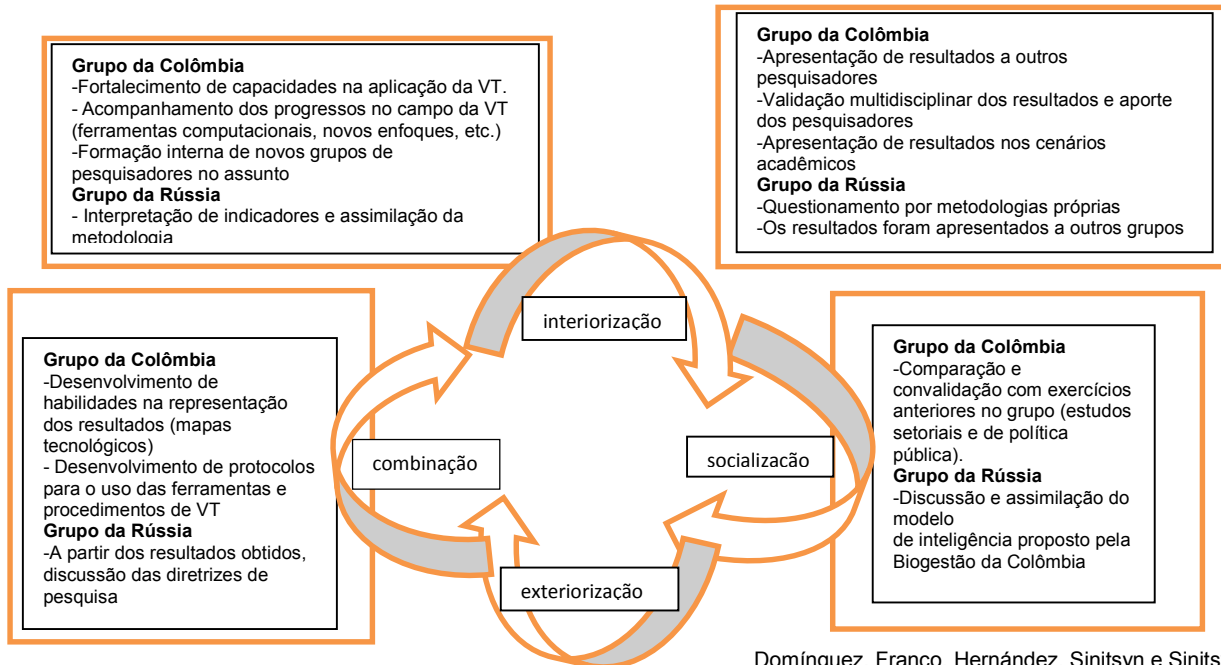 Grupo da Colômbia
-Fortalecimento de capacidades na aplicação da VT.
- Acompanhamento dos progressos no campo da VT
(ferramentas computacionais, novos enfoques, etc.)
-Formação interna de novos grupos de
pesquisadores no assunto
Grupo da Rússia
- Interpretação de indicadores e assimilação da
metodologia
Grupo da Colômbia
-Apresentação de resultados a outros
pesquisadores
-Validação multidisciplinar dos resultados e aporte
dos pesquisadores
-Apresentação de resultados nos cenários
acadêmicos
Grupo da Rússia
-Questionamento por metodologias próprias
-Os resultados foram apresentados a outros grupos
interiorização
Grupo da Colômbia
-Desenvolvimento de
habilidades na representação
dos resultados (mapas
tecnológicos)
- Desenvolvimento de protocolos
para o uso das ferramentas e
procedimentos de VT
Grupo da Rússia
-A partir dos resultados obtidos,
discussão das diretrizes de
pesquisa
combinação
socializacão
Grupo da Colômbia
-Comparação e
convalidação com exercícios
anteriores no grupo (estudos
setoriais e de política
pública).
Grupo da Rússia
-Discussão e assimilação do
modelo
de inteligência proposto pela
Biogestão da Colômbia
exteriorização
Domínguez, Franco, Hernández, Sinitsyn e Sinits